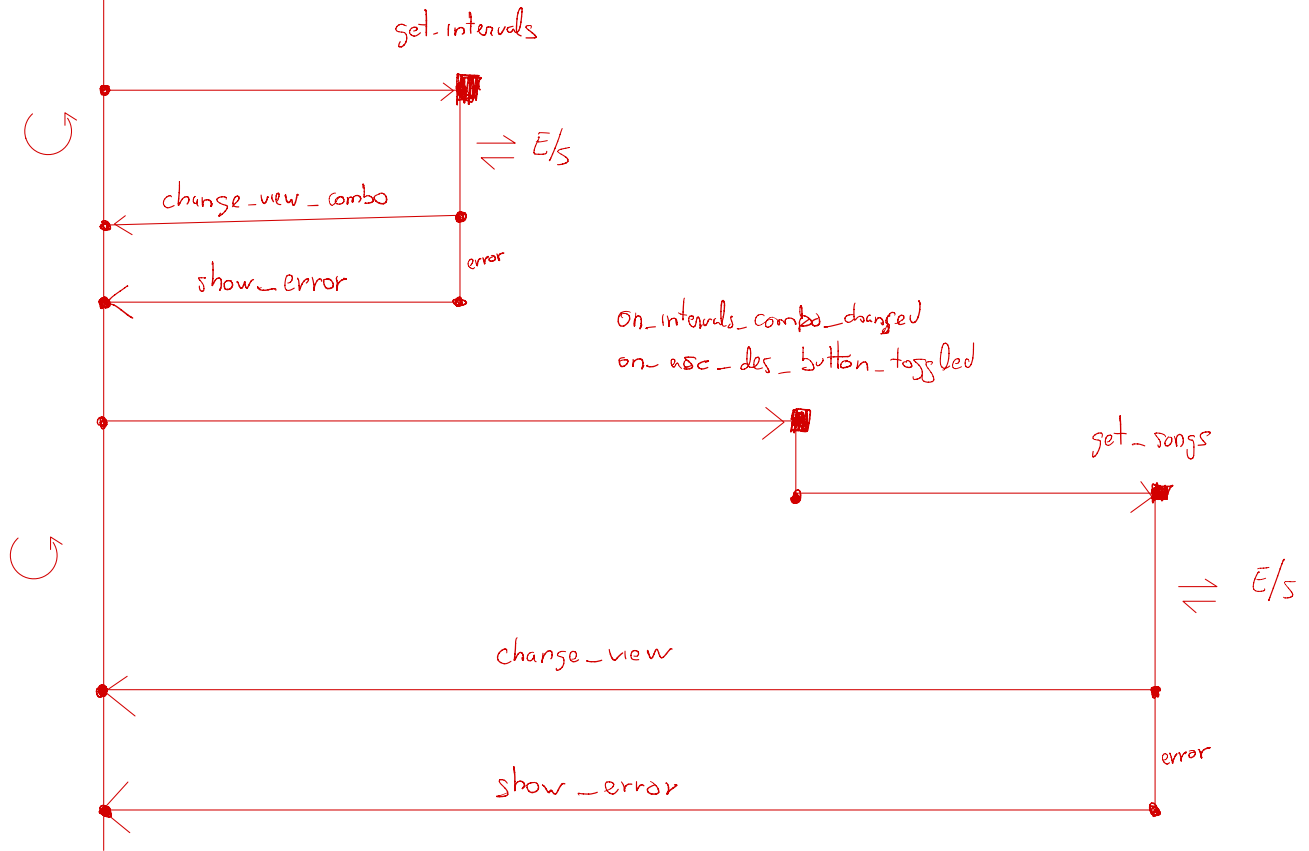 get_intervals
E/S
change_view_combo
error
show_error
on_intervals_combo_changed
on_asc_des_button_toggled
get_songs
E/S
change_view
error
show_error